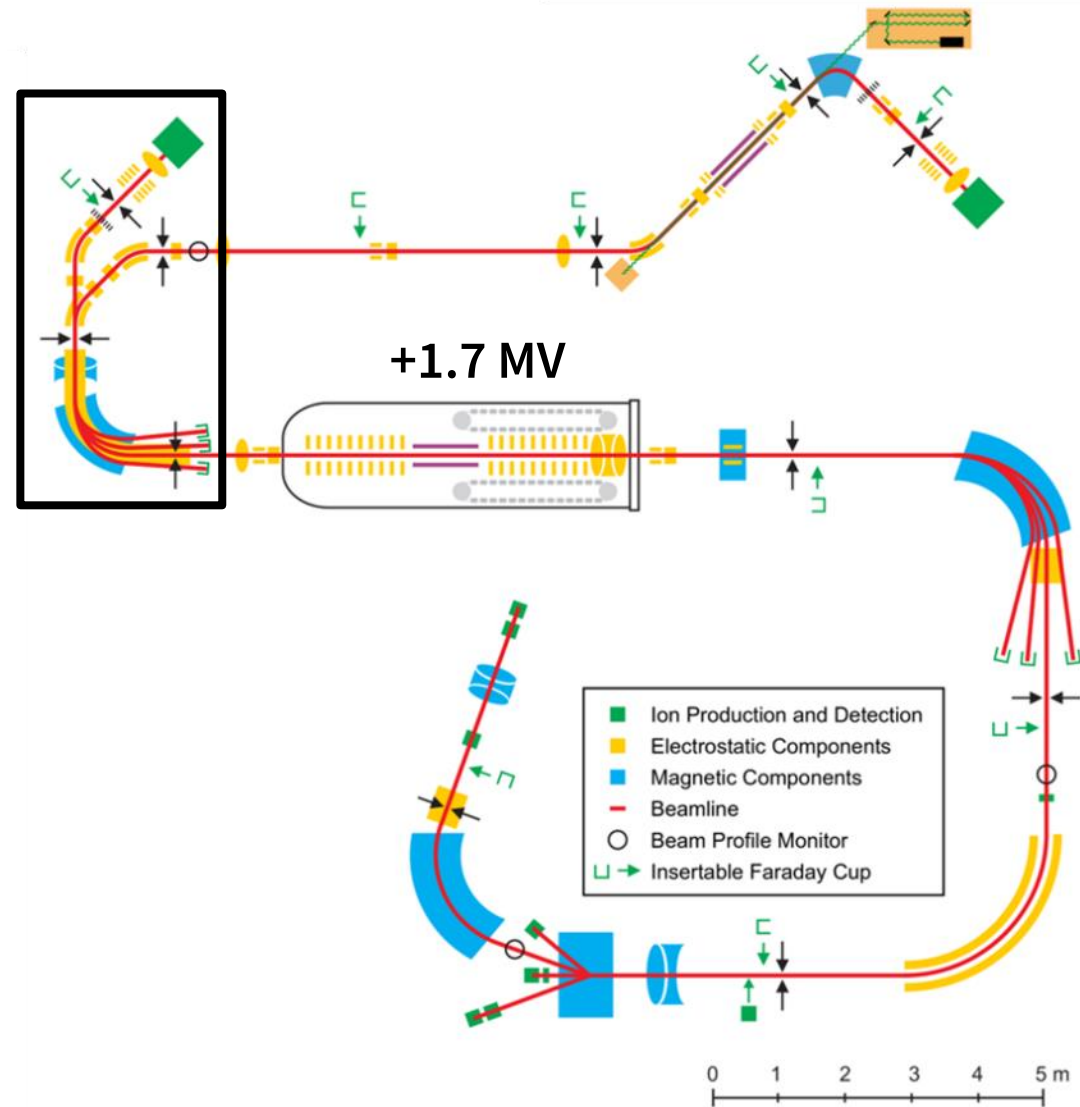 +1.7 MV
Ion Production and Detection
Electrostatic Components
Magnetic Components
Beamline
Beam Profile Monitor
Insertable Faraday Cup
0 1 2 3 4 5 m